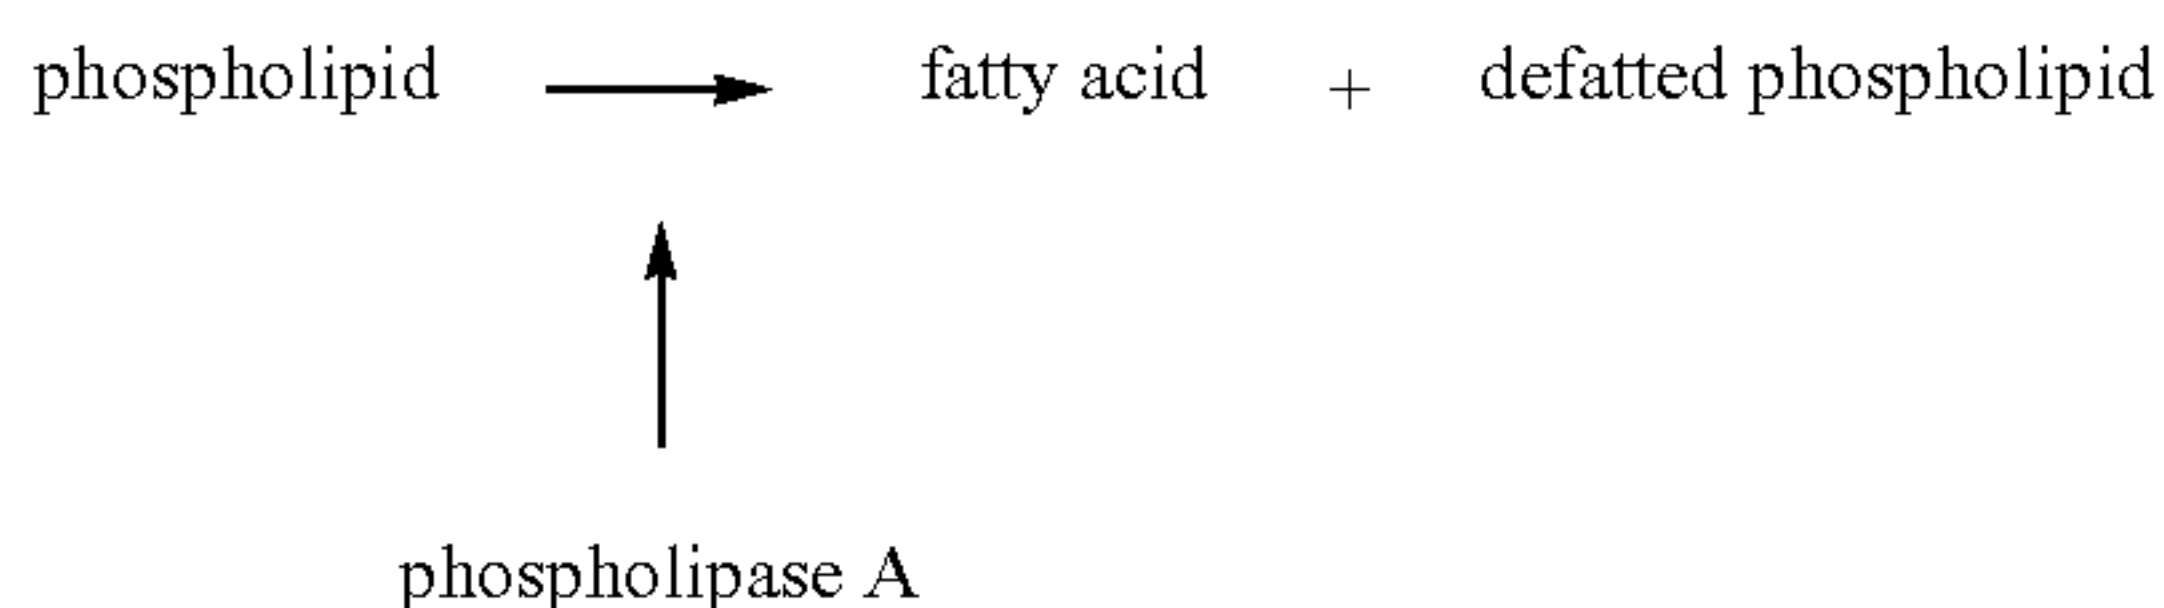 phospholipid fatty acid + defatted phospholipid
phospholipase A